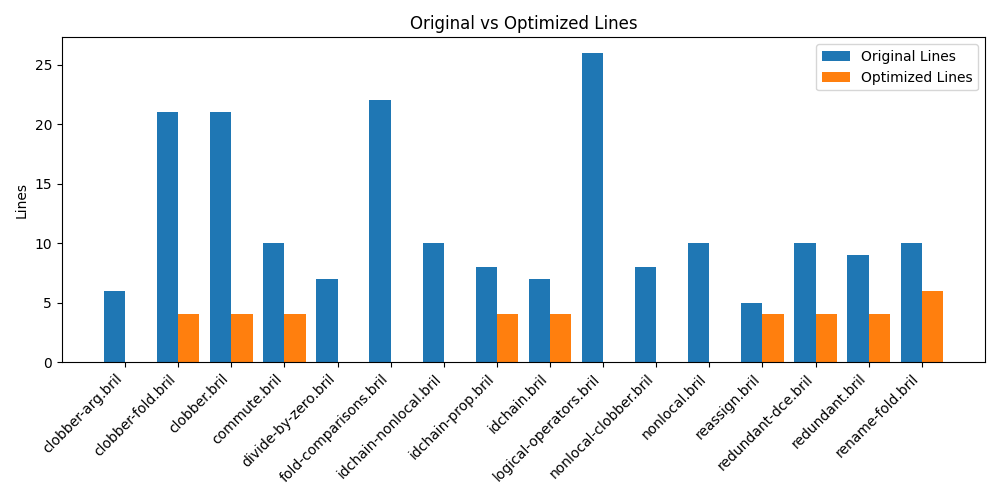 Original vs Optimized Lines
Original Lines
Optimized Lines
Lines
25
20
15
10
5
0
clobber-arg.bril
clobber-fold.bril
clobber.bril
commute.bril
divide-by-zero.bril
fold-comparisons.bril
idchain-nonlocal.bril
idchain-prop.bril
idchain.bril
logical-operators.bril
nonlocal-clobber.bril
nonlocal.bril
reassign.bril
redundant-dce.bril
redundant.bril
rename-fold.bril